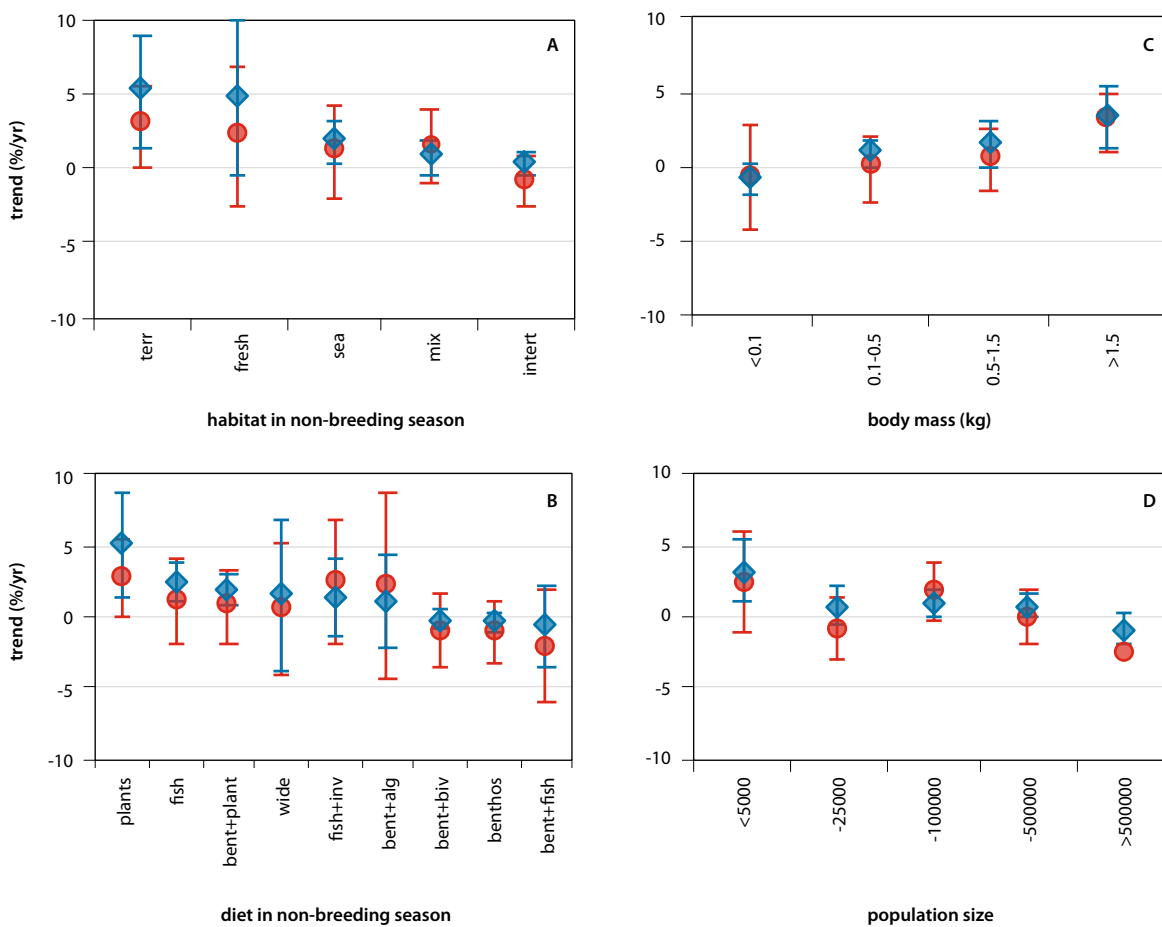 A
10
5
0
-5
-10
trend (%/yr)
terr
fresh
sea
mix
intert
habitat in non-breeding season
C
10
5
0
-5
-10
<0.1
0.1-0.5
0.5-1.5
>1.5
body mass (kg)
B
10
5
0
-5
-10
trend (%/yr)
plants
fish
bent+plant
wide
fish+inv
bent+alg
bent+biv
benthos
bent+fish
diet in non-breeding season
D
10
5
0
-5
-10
<5000
-25000
-100000
-500000
>500000
population size